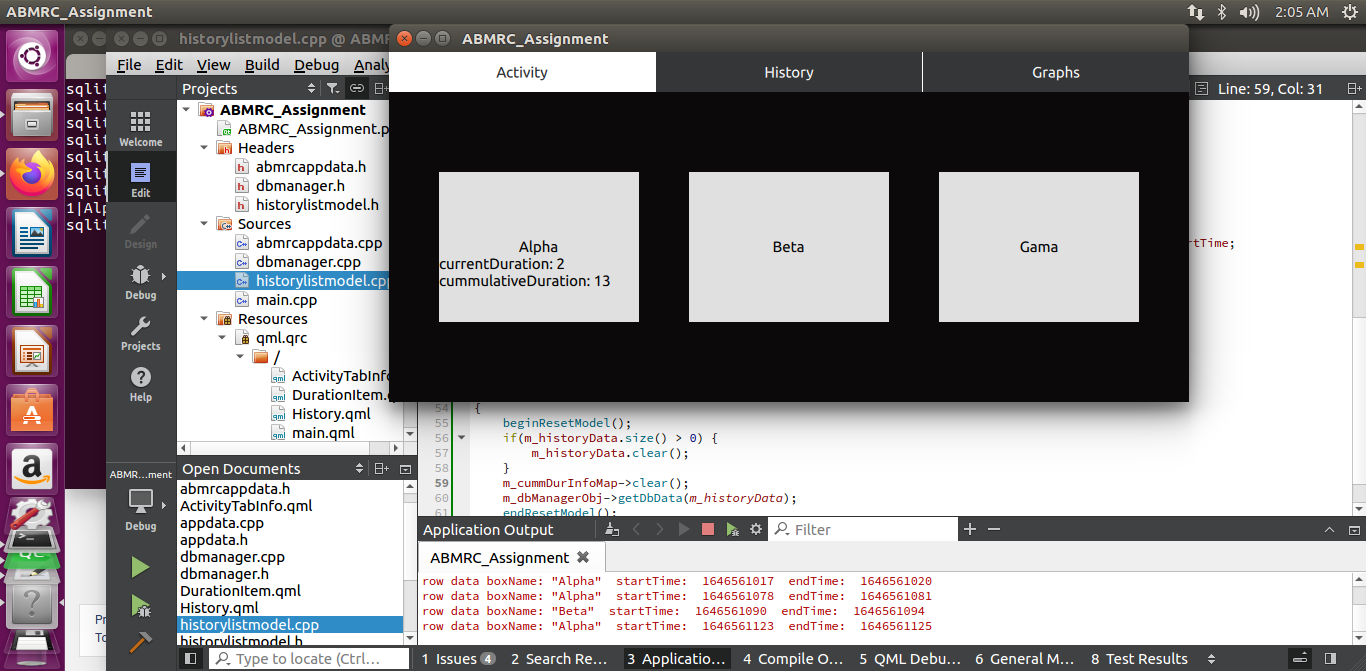 ABMRC_Assignment
2:05 AM
historylistmodel.cpp @ ABMR
ABMRC_Assignment
File Edit View Build Debug Analy
Activity History Graphs
Projects
Line: 59, Col: 31
sqlit
sqlit
sqlit
sqlit
sqlit
sqlit
sqlit
1|Alp
sqlit
Welcome
Edit
Design
Debug
Projects
Help
ABMRC_Assignment
ABMRC_Assignment.p
Headers
abmrcappdata.h
dbmanager.h
historylistmodel.h
Sources
abmrcappdata.cpp
dbmanager.cpp
historylistmodel.cpp
main.cpp
Resources
qml.qrc
/
ActivityTabInfo
DurationItem.q
History.qml
main.qml
Alpha
currentDuration: 2
cummulativeDuration: 13
Beta
Gama
rtTime;
54 {
55 beginResetModel();
56 if(m_historyData.size() > 0) {
57 m_historyData.clear();
58 }
59 m_cummDurInfoMap->clear();
60 m_dbManagerObj->getDbData(m_historyData);
61 endResetModel();
ABMR...ment
Debug
Open Documents
abmrcappdata.h
ActivityTabInfo.qml
appdata.cpp
appdata.h
dbmanager.cpp
dbmanager.h
DurationItem.qml
History.qml
historylistmodel.cpp
historylistmodel.h
Pr
To
Application Output
Filter
ABMRC_Assignment
row data boxName: "Alpha" startTime: 1646561017 endTime: 1646561020
row data boxName: "Alpha" startTime: 1646561078 endTime: 1646561081
row data boxName: "Beta" startTime: 1646561090 endTime: 1646561094
row data boxName: "Alpha" startTime: 1646561123 endTime: 1646561125
Type to locate (Ctrl...
1 Issues 4 2 Search Re... 3 Applicatio... 4 Compile O... 5 QML Debu... 6 General M... 8 Test Results